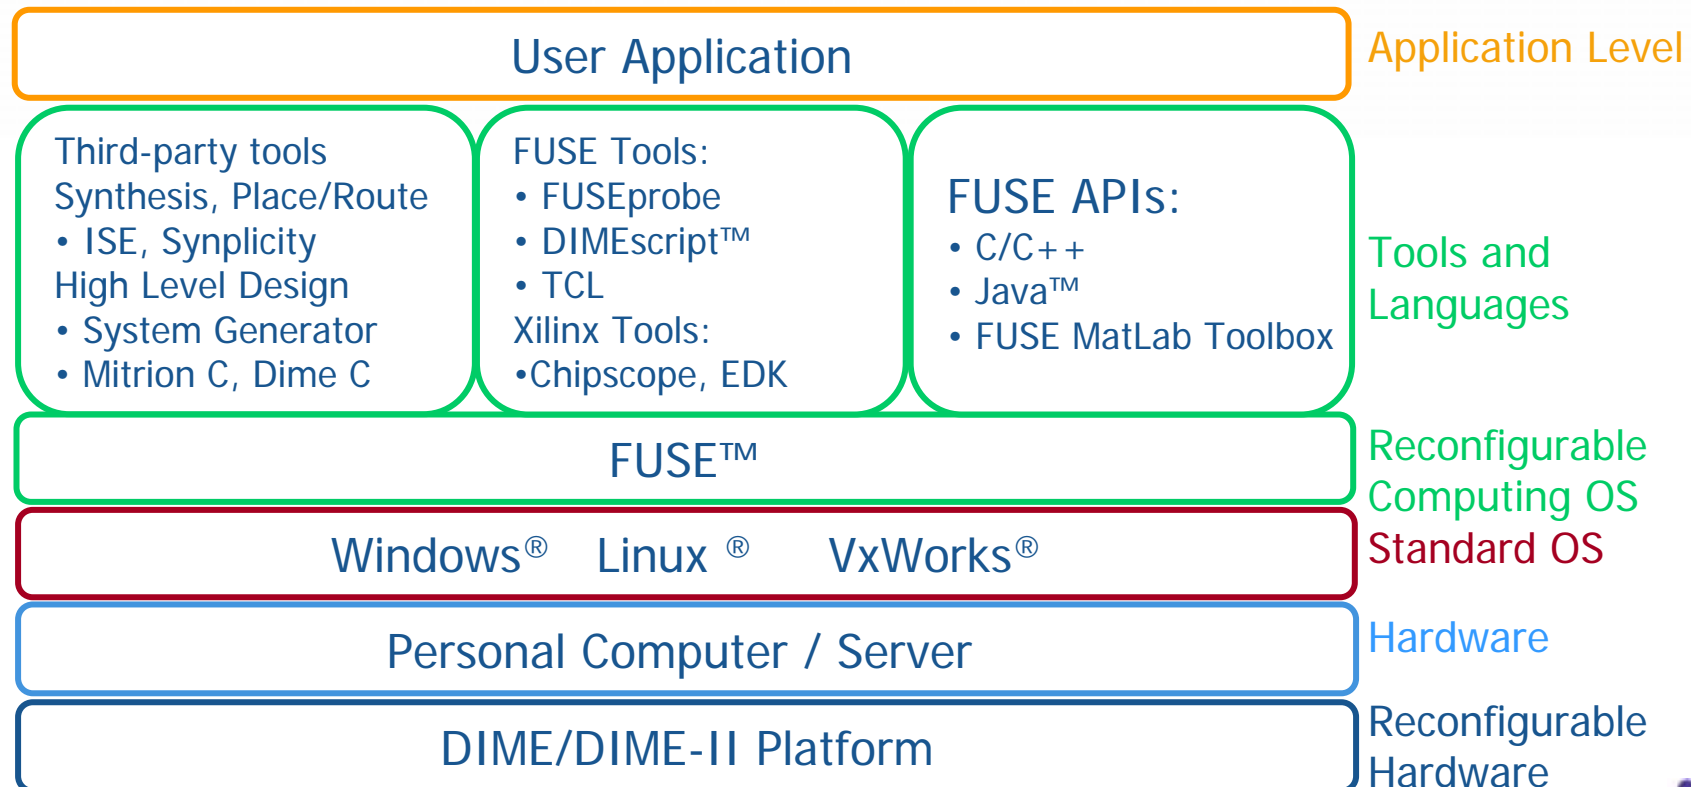 User Application
Application Level
Third-party tools
Synthesis, Place/Route
• ISE, Synplicity
High Level Design
• System Generator
• Mitrion C, Dime C
FUSE Tools:
• FUSEprobe
• DIMEscript™
• TCL
Xilinx Tools:
•Chipscope, EDK
FUSE APIs:
• C/C++
• Java™
• FUSE MatLab Toolbox
Tools and
Languages
FUSE™
Reconfigurable
Computing OS
Windows® Linux ® VxWorks®
Standard OS
Personal Computer / Server
Hardware
DIME/DIME-II Platform
Reconfigurable
Hardware